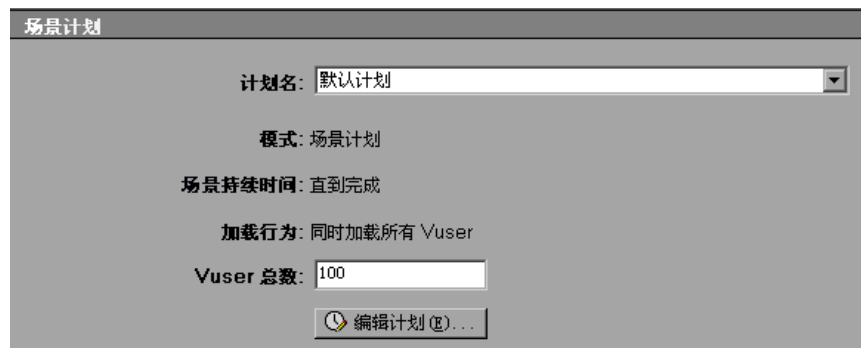 场景计划
计划名: 默认计划
模式: 场景计划
场景持续时间: 直到完成
加载行为: 同时加载所有 Vuser
Vuser 总数: 100
编辑计划(E)...